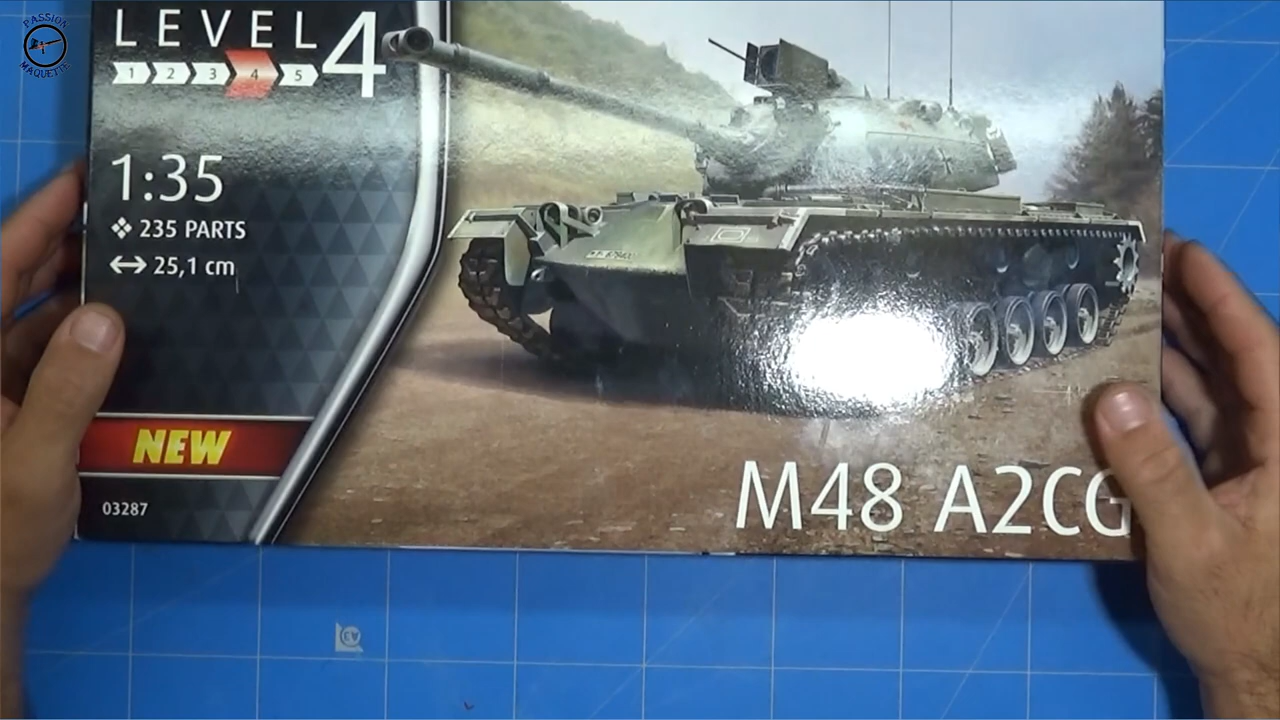 PASSION
MAQUETTE
LEVEL 4
1 2 3 4 5
1:35
235 PARTS
25,1 cm
NEW
03287
M48 A2CG
A3